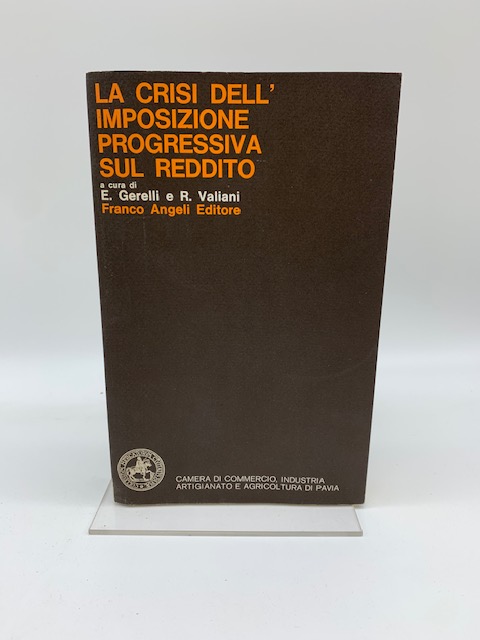 LA CRISI DELL'
IMPOSIZIONE
PROGRESSIVA
SUL REDDITO
a cura di
E. Gerelli e R. Valiani
Franco Angeli Editore
CAMERA DI COMMERCIO, INDUSTRIA
ARTIGIANATO E AGRICOLTURA DI PAVIA